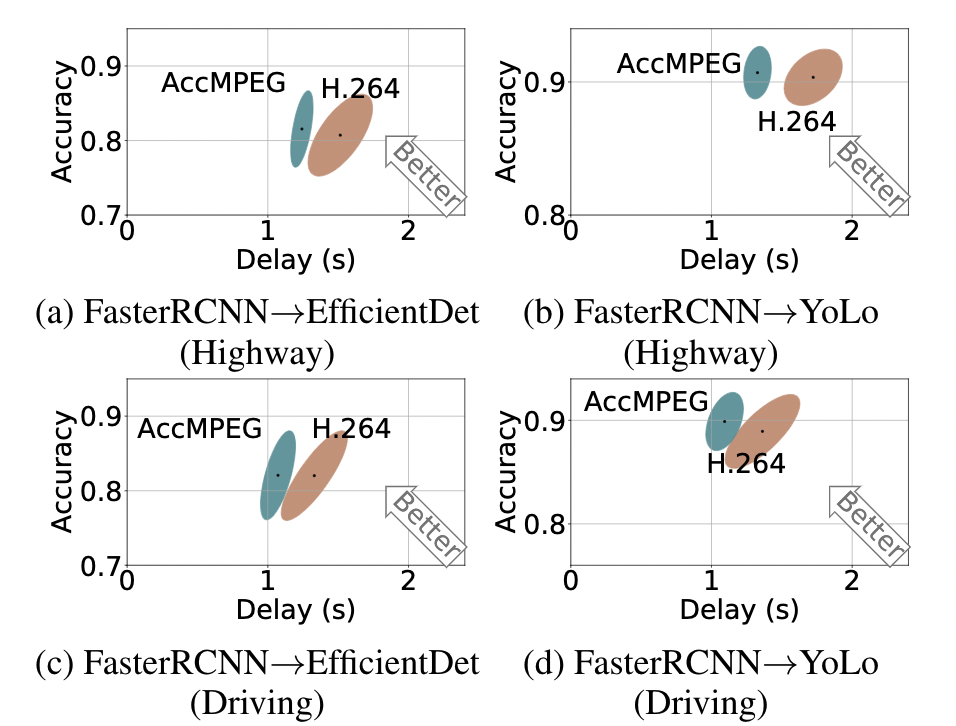 Accuracy
0.9
0.8
0.7
AccMPEG
H.264
Better
0
1
2
Delay (s)
(a) FasterRCNN→EfficientDet
(Highway)
Accuracy
0.9
0.8
AccMPEG
H.264
Better
0
1
2
Delay (s)
(b) FasterRCNN→YoLo
(Highway)
Accuracy
0.9
0.8
0.7
AccMPEG
H.264
Better
0
1
2
Delay (s)
(c) FasterRCNN→EfficientDet
(Driving)
Accuracy
0.9
0.8
AccMPEG
H.264
Better
0
1
2
Delay (s)
(d) FasterRCNN→YoLo
(Driving)